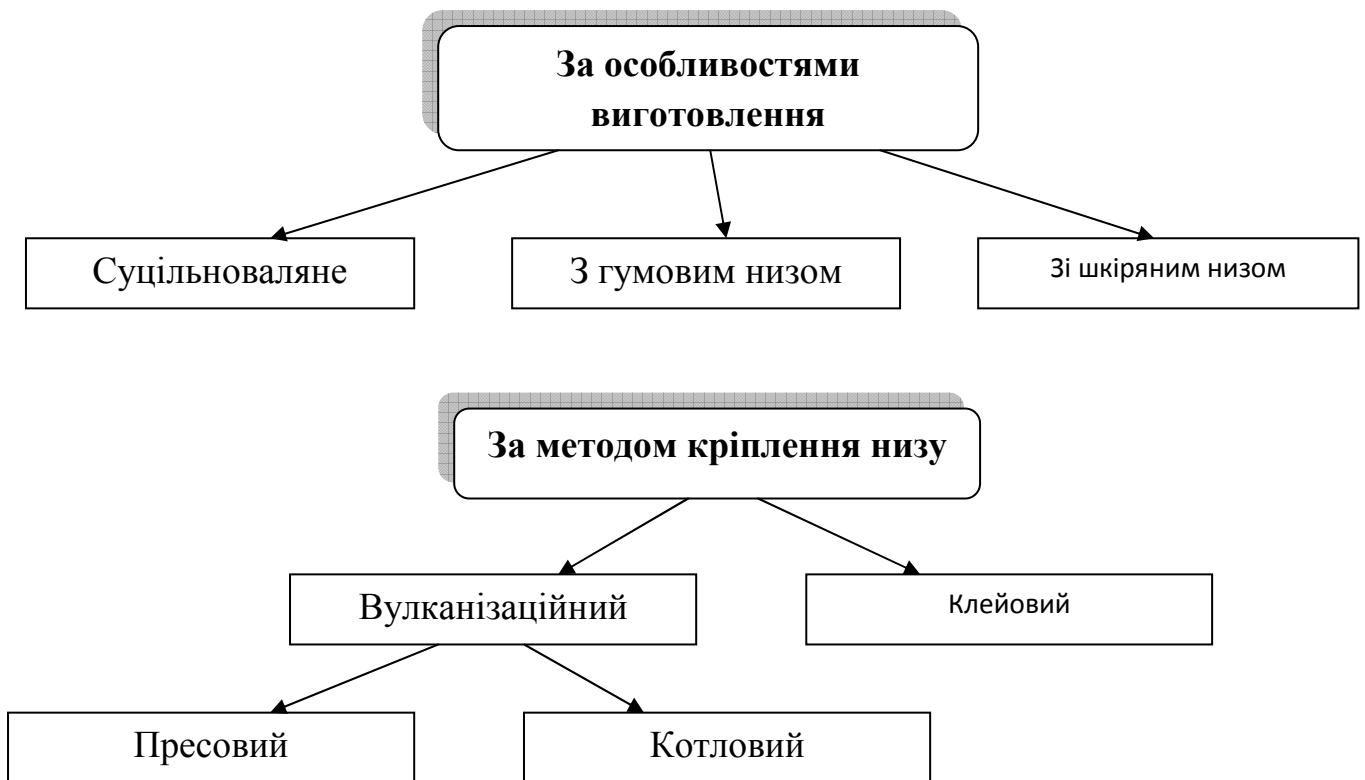 За особливостями
виготовлення
Суцільноваляне
З гумовим низом
Зі шкіряним низом
За методом кріплення низу
Вулканізаційний
Клейовий
Пресовий
Котловий